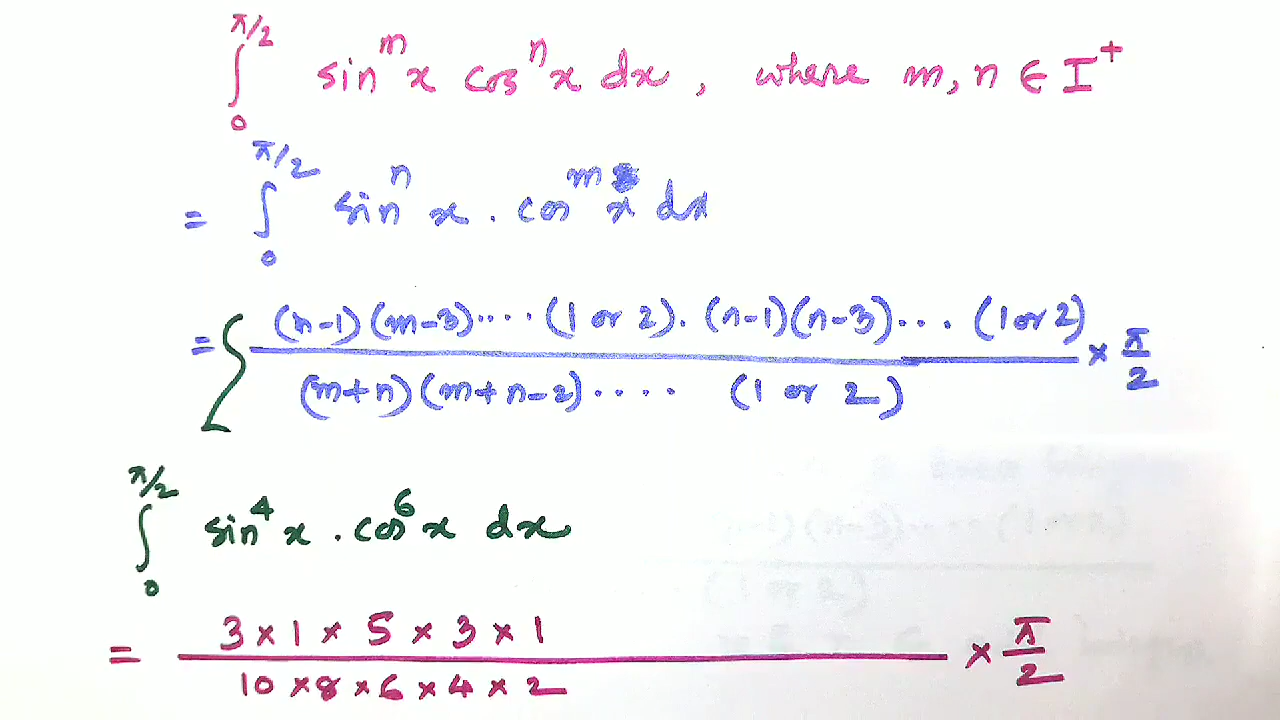 ∫₀^{π/2} sin^m x cos^n x dx , where m, n ∈ I⁺
= ∫₀^{π/2} sin^n x . cos^m x dx
= { (n-1)(m-3).... (1 or 2). (n-1)(n-3)... (1 or 2) / (m+n)(m+n-2).... (1 or 2) × π/2
∫₀^{π/2} sin⁴ x . cos⁶ x dx
= 3×1×5×3×1 / 10×8×6×4×2 × π/2